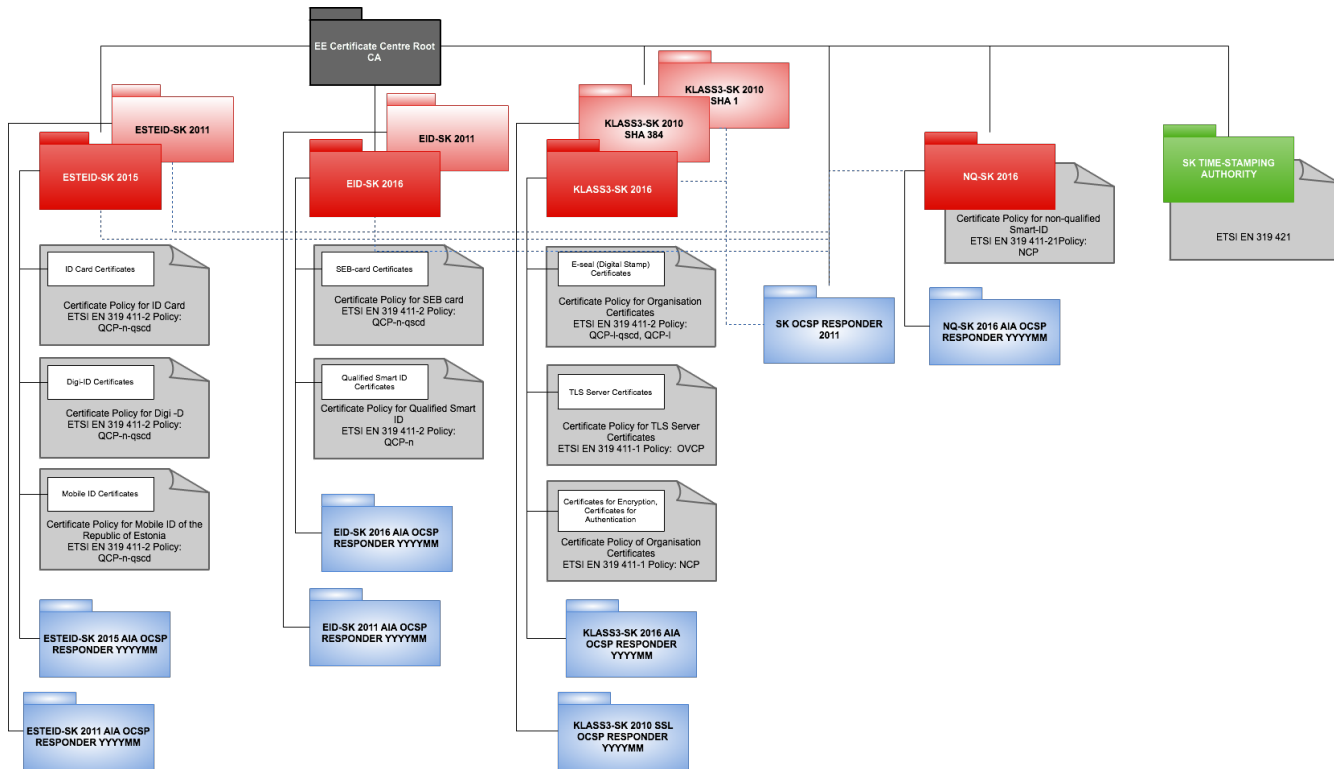 EE Certificate Centre Root
CA
ESTEID-SK 2011
ESTEID-SK 2015
ID Card Certificates
Certificate Policy for ID Card
ETSI EN 319 411-2 Policy:
QCP-n-qscd
Digi-ID Certificates
Certificate Policy for Digi -D
ETSI EN 319 411-2 Policy:
QCP-n-qscd
Mobile ID Certificates
Certificate Policy for Mobile ID of the
Republic of Estonia
ETSI EN 319 411-2 Policy:
QCP-n-qscd
ESTEID-SK 2015 AIA OCSP
RESPONDER YYYYMM
ESTEID-SK 2011 AIA OCSP
RESPONDER YYYYMM
EID-SK 2011
EID-SK 2016
SEB-card Certificates
Certificate Policy for SEB card
ETSI EN 319 411-2 Policy:
QCP-n-qscd
Qualified Smart ID
Certificates
Certificate Policy for Qualified Smart
ID
ETSI EN 319 411-2 Policy:
QCP-n
EID-SK 2016 AIA OCSP
RESPONDER YYYYMM
EID-SK 2011 AIA OCSP
RESPONDER YYYYMM
KLASS3-SK 2010
SHA 1
KLASS3-SK 2010
SHA 384
KLASS3-SK 2016
E-seal (Digital Stamp)
Certificates
Certificate Policy for Organisation
Certificates
ETSI EN 319 411-2 Policy:
QCP-l-qscd, QCP-l
TLS Server Certificates
Certificate Policy for TLS Server
Certificates
ETSI EN 319 411-1 Policy:  OVCP
Certificates for Encryption,
Certificates for
Authentication
Certificate Policy of Organisation
Certificates
ETSI EN 319 411-1 Policy: NCP
KLASS3-SK 2016 AIA
OCSP RESPONDER
YYYYMM
KLASS3-SK 2010 SSL
OCSP RESPONDER
YYYYMM
SK OCSP RESPONDER
2011
NQ-SK 2016
Certificate Policy for non-qualified
Smart-ID
ETSI EN 319 411-21Policy:
NCP
NQ-SK 2016 AIA OCSP
RESPONDER YYYYMM
SK TIME-STAMPING
AUTHORITY
ETSI EN 319 421